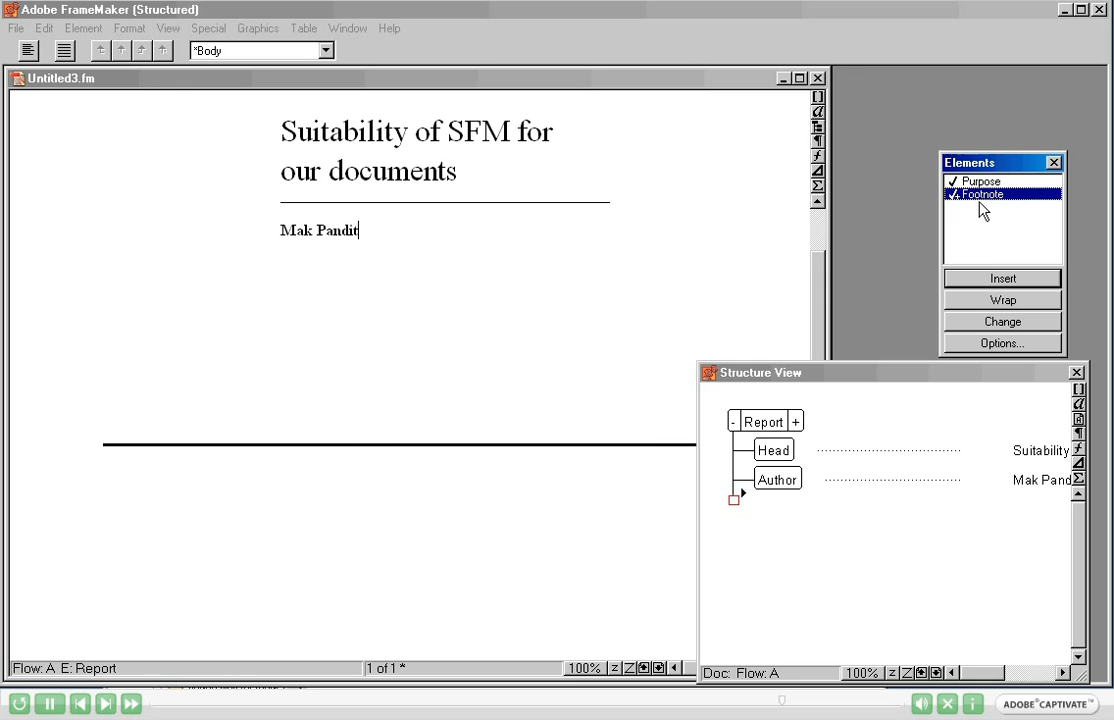 Adobe FrameMaker (Structured)
File Edit Element Format View Special Graphics Table Window Help
*Body
Untitled3.fm
Suitability of SFM for
our documents
Mak Pandit
Flow: A E: Report
1 of 1 *
100%
Elements
Purpose
Footnote
Insert
Wrap
Change
Options...
Structure View
- Report +
Head Suitability
Author Mak Pand
Doc: Flow: A
100%
ADOBE® CAPTIVATE™